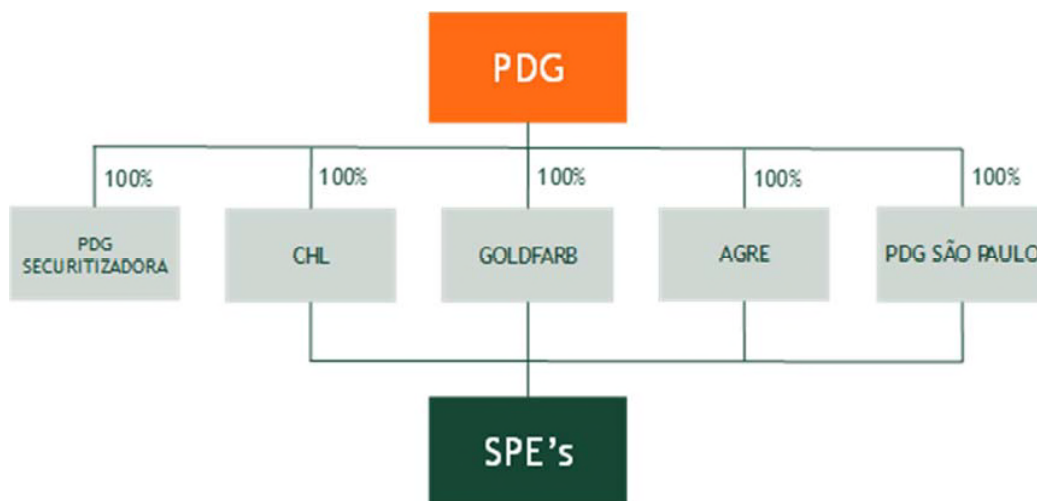 PDG
100%
100%
100%
100%
100%
PDG
SECURITIZADORA
CHL
GOLDFARB
AGRE
PDG SÃO PAULO
SPE's